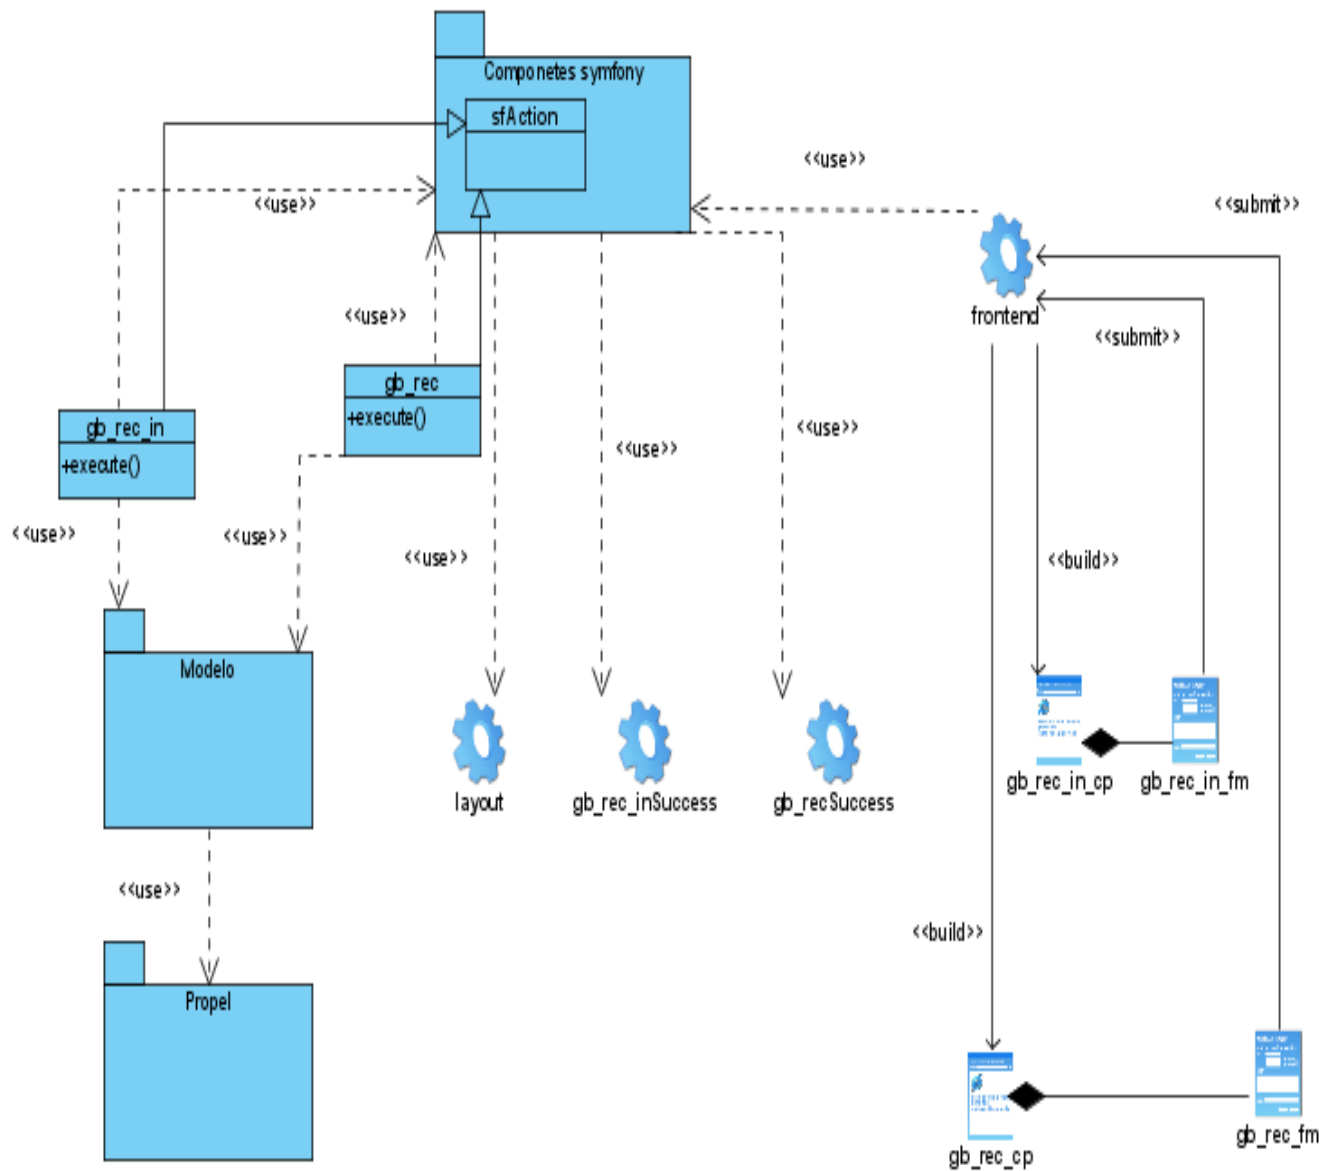 Componetes symfony
sfAction
<<use>>
<<use>>
<<submit>>
<<use>>
frontend
<<submit>>
gb_rec
+execute()
gb_rec_in
+execute()
<<use>>
<<use>>
<<use>>
<<use>>
<<use>>
<<build>>
Modelo
gb_rec_in_cp
gb_rec_in_fm
layout
gb_rec_inSuccess
gb_recSuccess
<<use>>
<<build>>
Propel
gb_rec_fm
gb_rec_cp